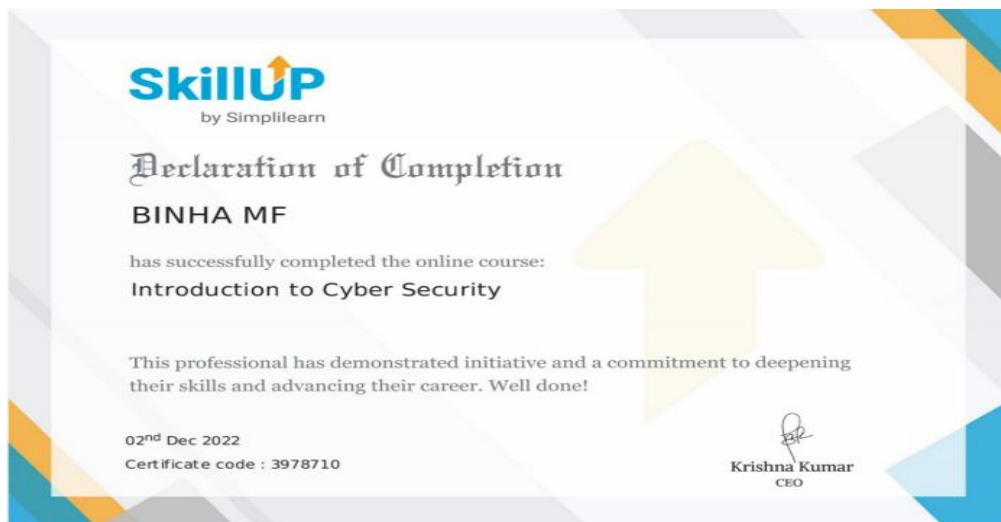 SkillUP
by Simplilearn
Declaration of Completion
BINHA MF
has successfully completed the online course:
Introduction to Cyber Security
This professional has demonstrated initiative and a commitment to deepening
their skills and advancing their career. Well done!
02nd Dec 2022
Certificate code : 3978710
Krishna Kumar
CEO